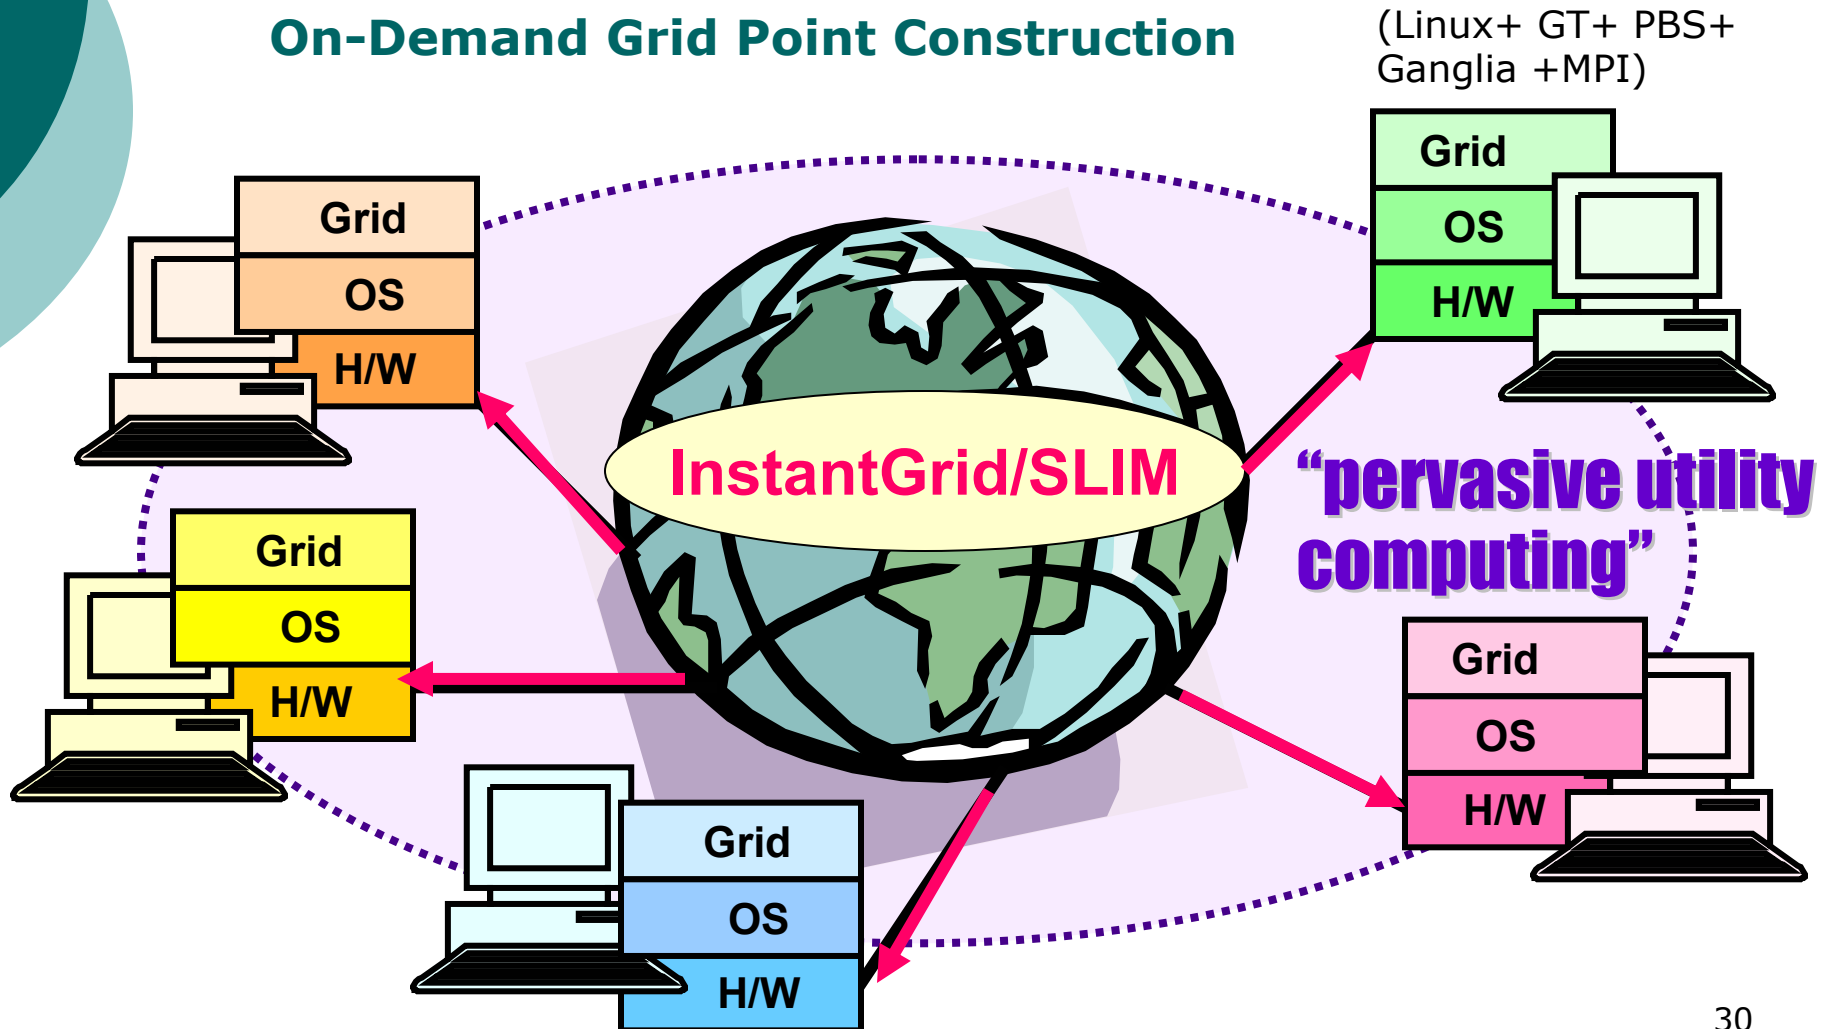 On-Demand Grid Point Construction
(Linux+ GT+ PBS+
Ganglia +MPI)
Grid
OS
H/W
Grid
OS
H/W
InstantGrid/SLIM
“pervasive utility
computing”
Grid
OS
H/W
Grid
OS
H/W
Grid
OS
H/W
30